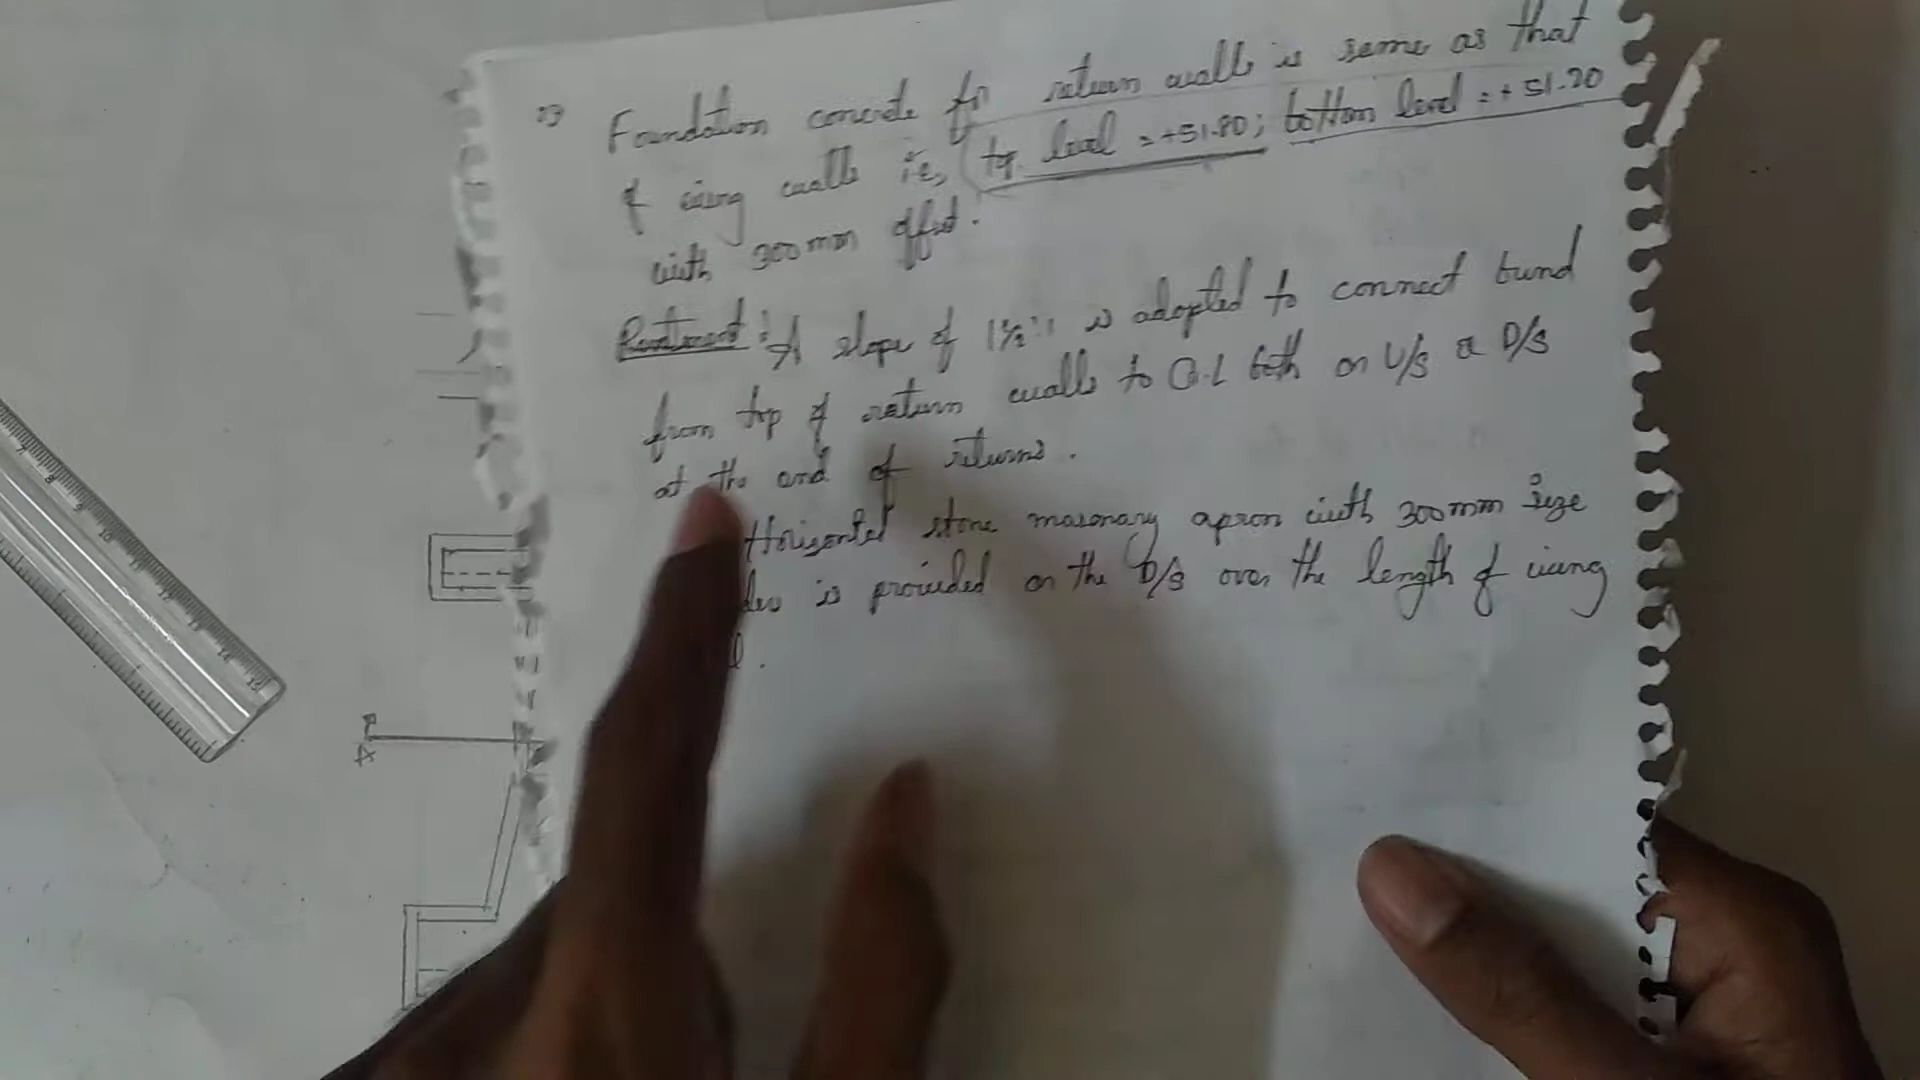 Foundation concrete for return walls is same as that
of wing walls ie, top level = +51.80; bottom level = +51.20
with 300mm offset.
Revetment: A slope of 1½:1 is adopted to connect bund
from top of return walls to G.L both on U/S & D/S
at the end of returns.
Horizontal stone masonary apron with 300mm size
is provided on the D/S over the length of wing